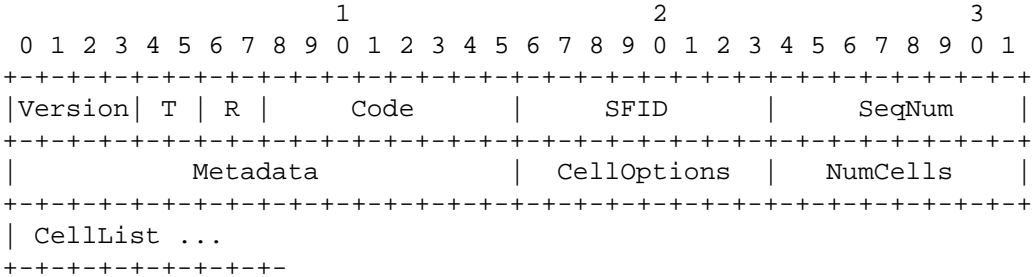 1                   2                   3
 0 1 2 3 4 5 6 7 8 9 0 1 2 3 4 5 6 7 8 9 0 1 2 3 4 5 6 7 8 9 0 1
+-+-+-+-+-+-+-+-+-+-+-+-+-+-+-+-+-+-+-+-+-+-+-+-+-+-+-+-+-+-+-+-+
|Version| T | R |     Code      |     SFID      |     SeqNum    |
+-+-+-+-+-+-+-+-+-+-+-+-+-+-+-+-+-+-+-+-+-+-+-+-+-+-+-+-+-+-+-+-+
|           Metadata            |  CellOptions  |   NumCells    |
+-+-+-+-+-+-+-+-+-+-+-+-+-+-+-+-+-+-+-+-+-+-+-+-+-+-+-+-+-+-+-+-+
| CellList ...
+-+-+-+-+-+-+-+-+-